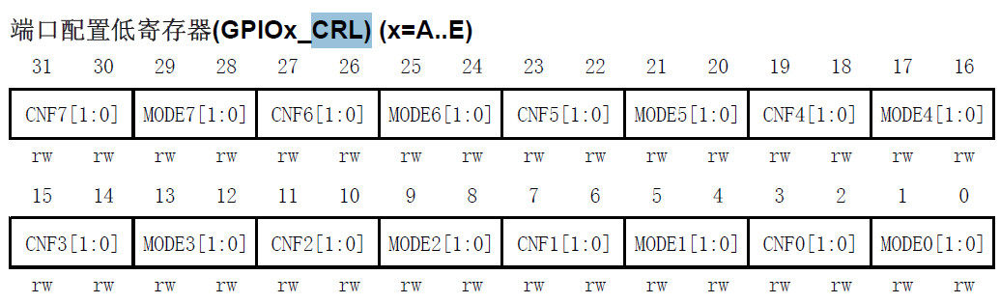 端口配置低寄存器(GPIOx_CRL) (x=A..E)
31 30 29 28 27 26 25 24 23 22 21 20 19 18 17 16
CNF7[1:0] MODE7[1:0] CNF6[1:0] MODE6[1:0] CNF5[1:0] MODE5[1:0] CNF4[1:0] MODE4[1:0]
rw rw rw rw rw rw rw rw rw rw rw rw rw rw rw rw
15 14 13 12 11 10 9 8 7 6 5 4 3 2 1 0
CNF3[1:0] MODE3[1:0] CNF2[1:0] MODE2[1:0] CNF1[1:0] MODE1[1:0] CNF0[1:0] MODE0[1:0]
rw rw rw rw rw rw rw rw rw rw rw rw rw rw rw rw